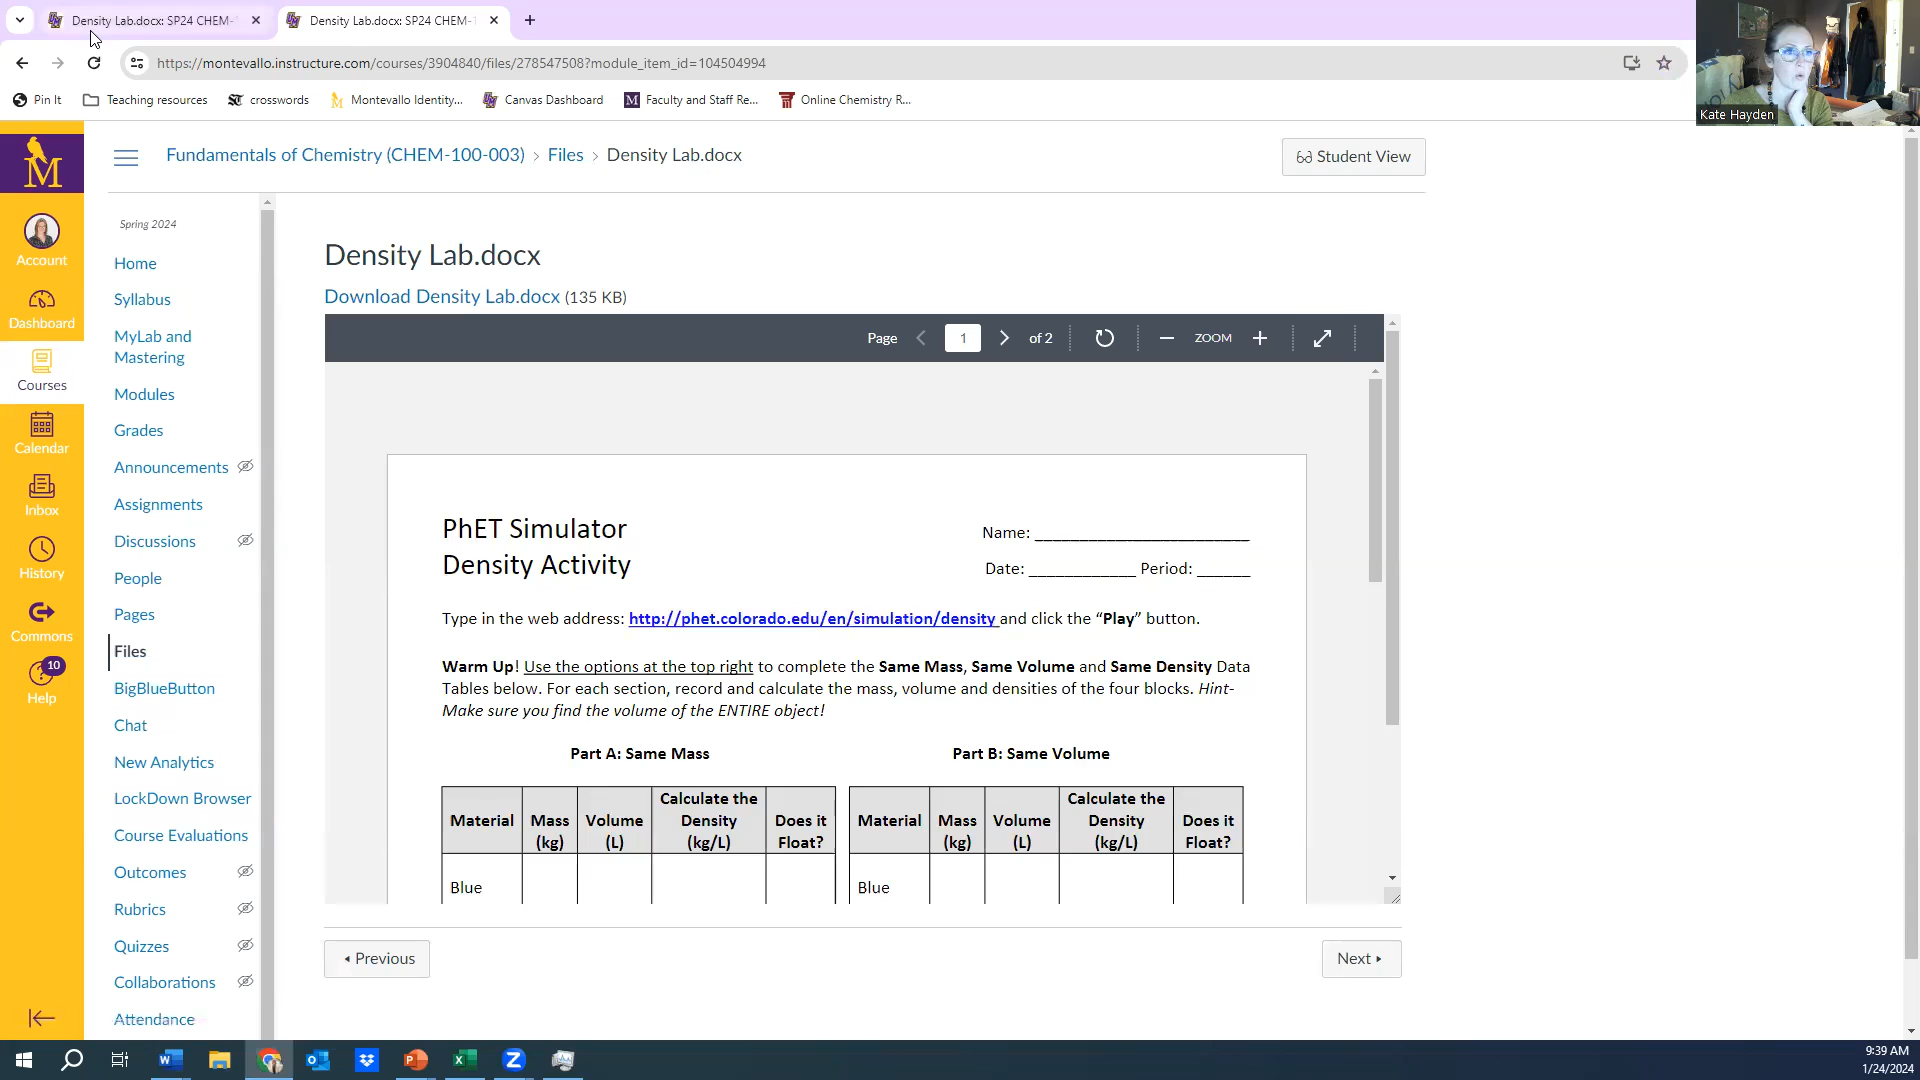 Density Lab.docx: SP24 CHEM-
Density Lab.docx: SP24 CHEM-1
https://montevallo.instructure.com/courses/3904840/files/278547508?module_item_id=104504994
Pin It
Teaching resources
crosswords
Montevallo Identity...
Canvas Dashboard
Faculty and Staff Re...
Online Chemistry R...
Kate Hayden
Fundamentals of Chemistry (CHEM-100-003) > Files > Density Lab.docx
Student View
Account
Dashboard
Courses
Calendar
Inbox
History
Commons
10
Help
Spring 2024
Home
Syllabus
MyLab and
Mastering
Modules
Grades
Announcements
Assignments
Discussions
People
Pages
Files
BigBlueButton
Chat
New Analytics
LockDown Browser
Course Evaluations
Outcomes
Rubrics
Quizzes
Collaborations
Attendance
Density Lab.docx
Download Density Lab.docx (135 KB)
Page 1 of 2 ZOOM
PhET Simulator
Density Activity
Name: ________________________
Date: ____________ Period: ______
Type in the web address: http://phet.colorado.edu/en/simulation/density and click the “Play” button.
Warm Up! Use the options at the top right to complete the Same Mass, Same Volume and Same Density Data
Tables below. For each section, record and calculate the mass, volume and densities of the four blocks. Hint-
Make sure you find the volume of the ENTIRE object!
Part A: Same Mass
Material Mass (kg) Volume (L) Calculate the Density (kg/L) Does it Float?
Blue
Part B: Same Volume
Material Mass (kg) Volume (L) Calculate the Density (kg/L) Does it Float?
Blue
Previous
Next
9:39 AM
1/24/2024